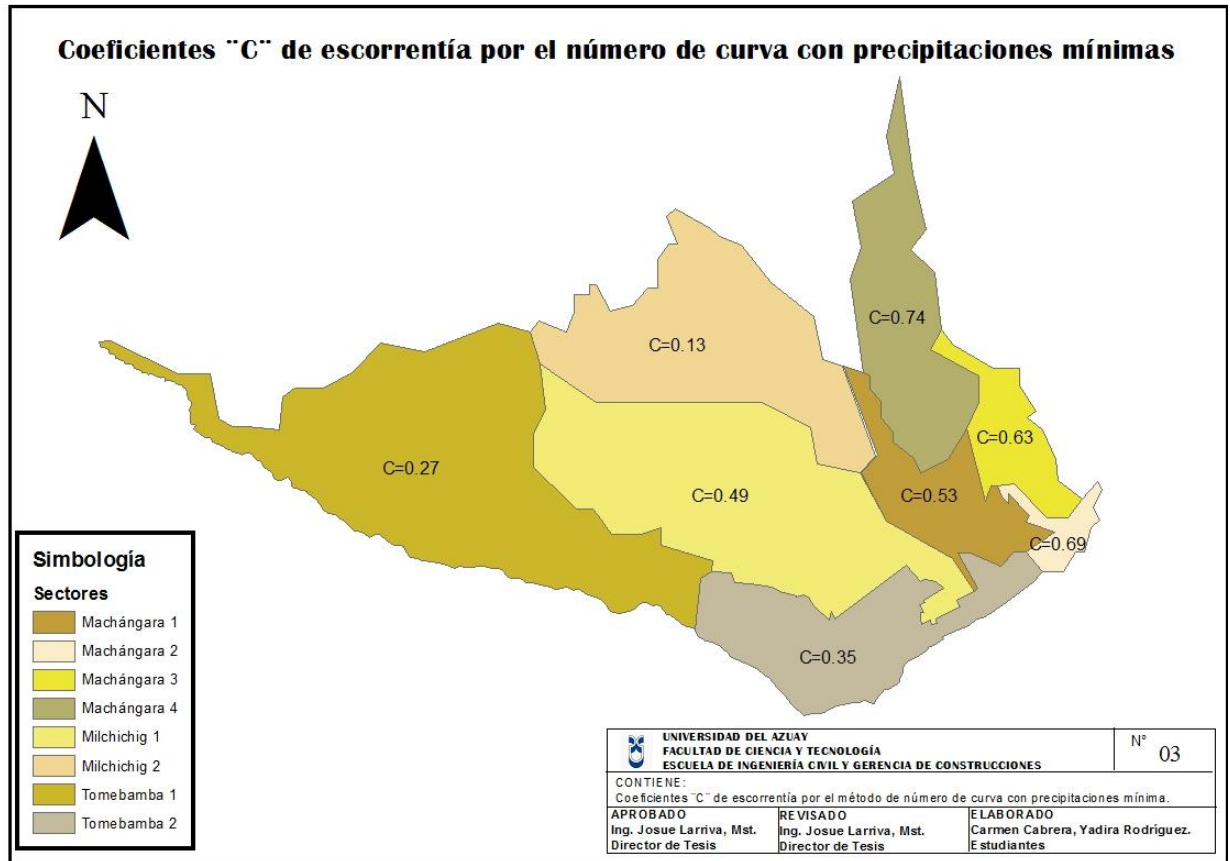 Coeficientes ¨C¨ de escorrentía por el número de curva con precipitaciones mínimas
N
C=0.74
C=0.13
C=0.63
C=0.27
C=0.49
C=0.53
C=0.69
C=0.35
Simbología
Sectores
Machángara 1
Machángara 2
Machángara 3
Machángara 4
Milchichig 1
Milchichig 2
Tomebamba 1
Tomebamba 2
UNIVERSIDAD DEL AZUAY
FACULTAD DE CIENCIA Y TECNOLOGÍA
ESCUELA DE INGENIERÍA CIVIL Y GERENCIA DE CONSTRUCCIONES
N° 03
CONTIENE:
Coeficientes ¨C¨ de escorrentía por el método de número de curva con precipitaciones mínima.
APROBADO
Ing. Josue Larriva, Mst.
Director de Tesis
REVISADO
Ing. Josue Larriva, Mst.
Director de Tesis
ELABORADO
Carmen Cabrera, Yadira Rodríguez.
Estudiantes